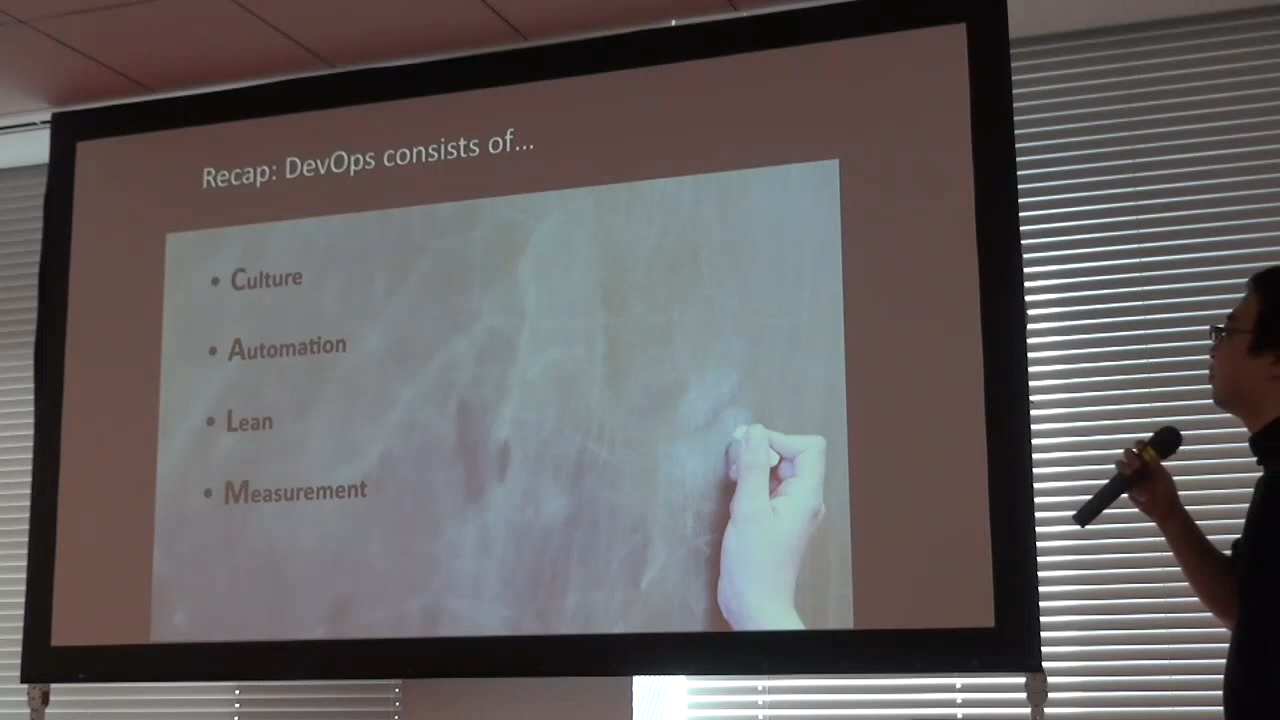 Recap: DevOps consists of...
• Culture
• Automation
• Lean
• Measurement